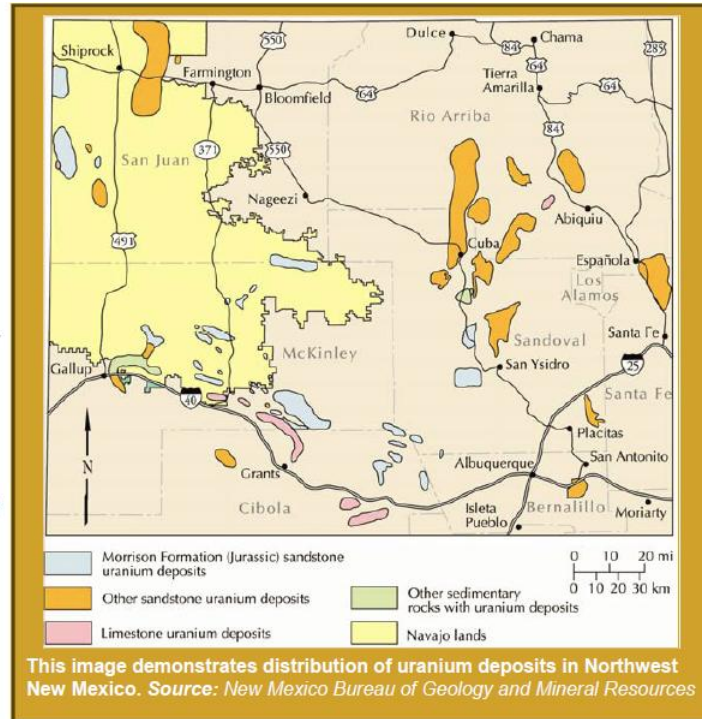 550
Dulce
Chama
84
285
Shiprock
64
Farmington
Tierra
Amarilla
64
Bloomfield
64
Rio Arriba
84
San Juan
371
550
Nageezi
Abiquiu
491
Cuba
Española
Los
Alamos
Santa Fe
McKinley
Sandoval
Gallup
San Ysidro
25
40
Santa Fe
N
Placitas
Grants
Albuquerque
San Antonito
Cibola
Isleta
Pueblo
Bernalillo
Moriarty
Morrison Formation (Jurassic) sandstone
uranium deposits
0 10 20 mi
0 10 20 30 km
Other sandstone uranium deposits
Other sedimentary
rocks with uranium deposits
Limestone uranium deposits
Navajo lands
This image demonstrates distribution of uranium deposits in Northwest
New Mexico. Source: New Mexico Bureau of Geology and Mineral Resources